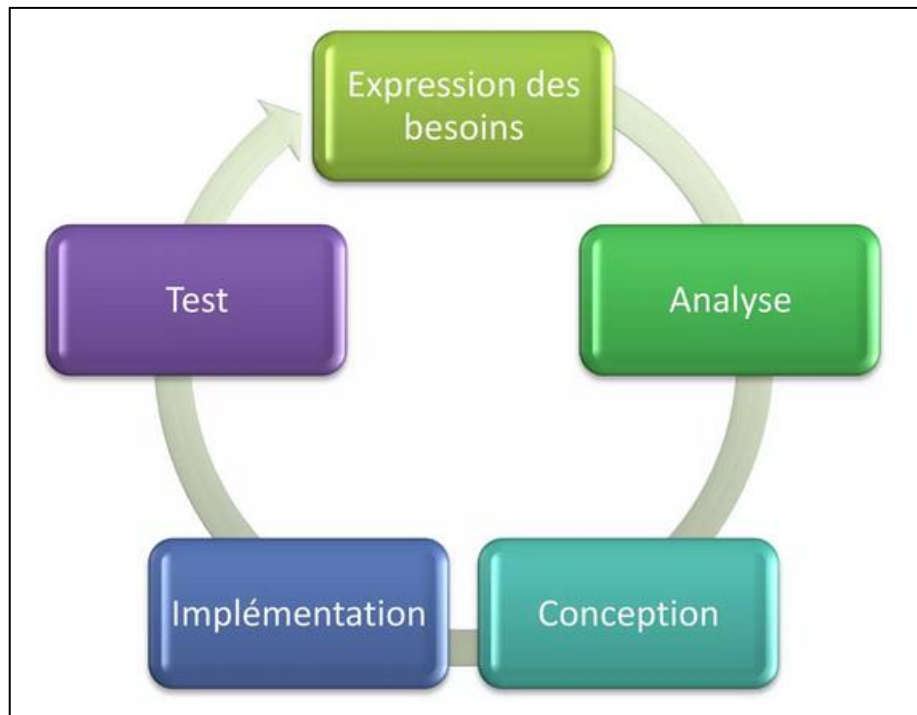 Expression des
besoins
Analyse
Conception
Implémentation
Test